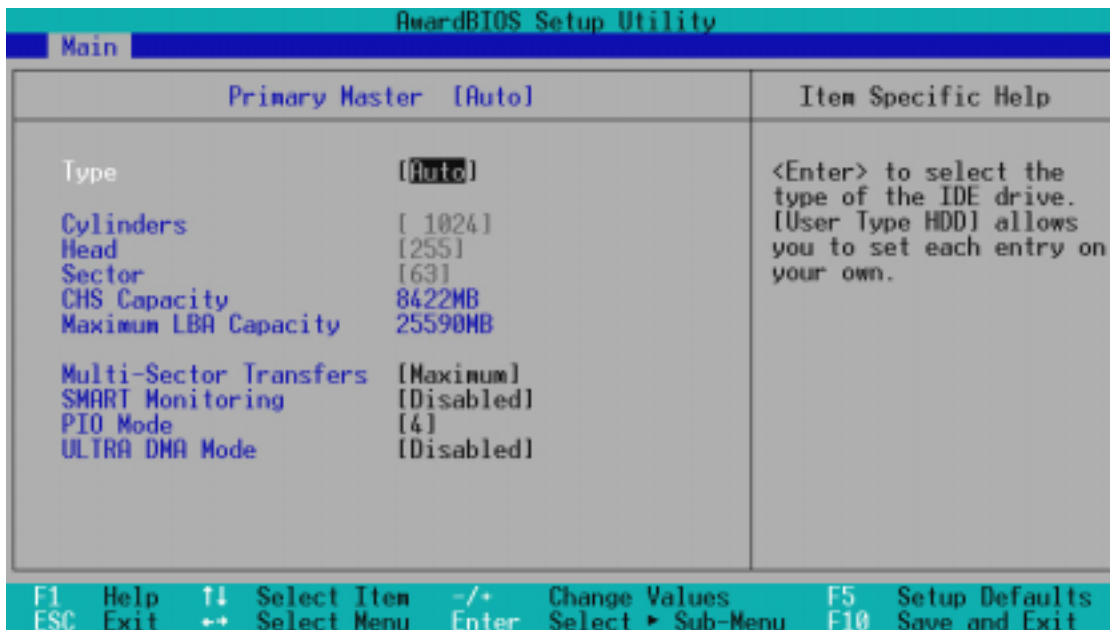 AwardBIOS Setup Utility
Main
Primary Master [Auto]
Item Specific Help
Type [Auto]
Cylinders [ 1024]
Head [255]
Sector [63]
CHS Capacity 8422MB
Maximum LBA Capacity 25590MB
Multi-Sector Transfers [Maximum]
SMART Monitoring [Disabled]
PIO Mode [4]
ULTRA DMA Mode [Disabled]
<Enter> to select the
type of the IDE drive.
[User Type HDD] allows
you to set each entry on
your own.
F1 Help ↑↓ Select Item -/+ Change Values F5 Setup Defaults
ESC Exit ←→ Select Menu Enter Select ► Sub-Menu F10 Save and Exit